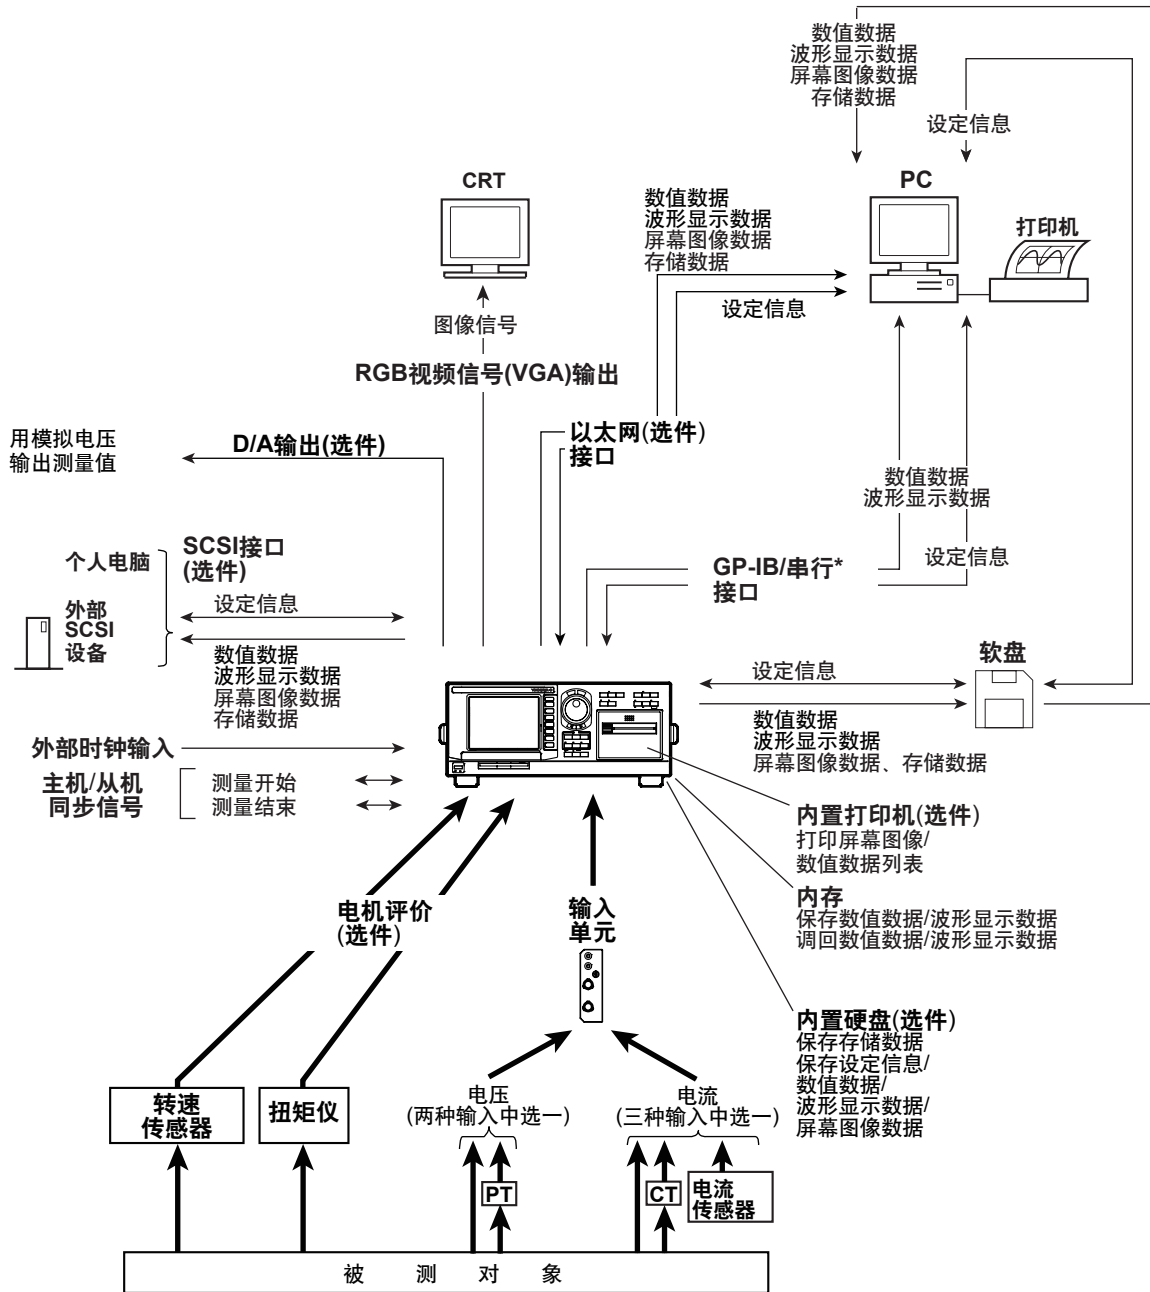 数值数据
波形显示数据
屏幕图像数据
存储数据
设定信息
CRT
PC
打印机
数值数据
波形显示数据
屏幕图像数据
存储数据
设定信息
图像信号
RGB视频信号(VGA)输出
用模拟电压
输出测量值
D/A输出(选件)
以太网(选件)
接口
数值数据
波形显示数据
个人电脑
SCSI接口
(选件)
GP-IB/串行*
接口
设定信息
外部
SCSI
设备
设定信息
数值数据
波形显示数据
屏幕图像数据
存储数据
设定信息
软盘
数值数据
波形显示数据
屏幕图像数据、存储数据
外部时钟输入
主机/从机
同步信号
测量开始
测量结束
内置打印机(选件)
打印屏幕图像/
数值数据列表
内存
保存数值数据/波形显示数据
调回数值数据/波形显示数据
电机评价
(选件)
输入
单元
内置硬盘(选件)
保存存储数据
保存设定信息/
数值数据/
波形显示数据/
屏幕图像数据
转速
传感器
扭矩仪
电压
(两种输入中选一)
电流
(三种输入中选一)
PT
CT
电流
传感器
被测对象